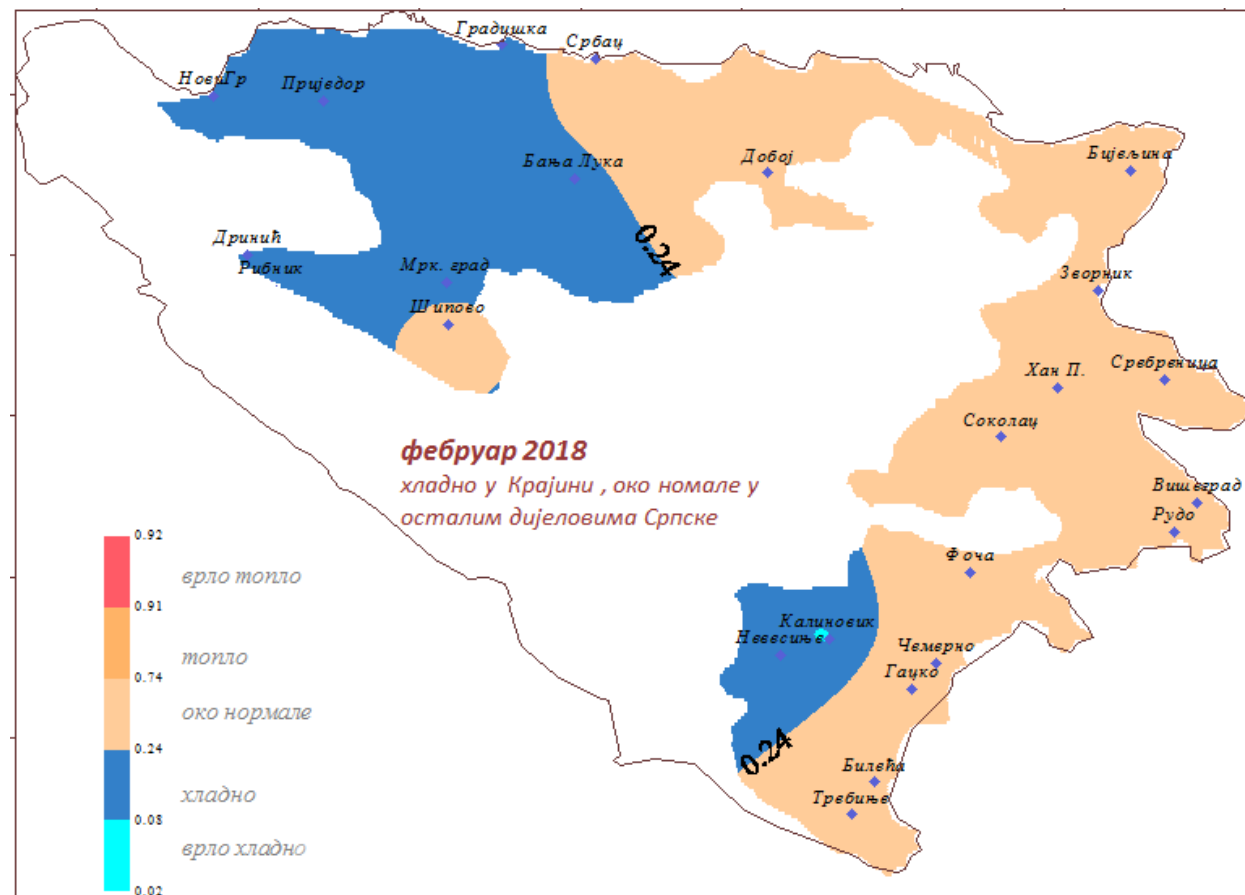 Градишка
Србац
Нови Гр
Приједор
Бања Лука
Добој
Бијељина
Дринић
Рибник
Мрк. град
0.24
Зворник
Шипово
Хан П.
Сребреница
Соколац
фебруар 2018
хладно у Крајини , око номале у
осталим дијеловима Српске
Вишеград
Рудо
Фоча
Калиновик
Невесиње
Чемерно
Гацко
0.24
Билећа
Требиње
0.92
врло топло
0.91
топло
0.74
око нормале
0.24
хладно
0.08
врло хладно
0.02